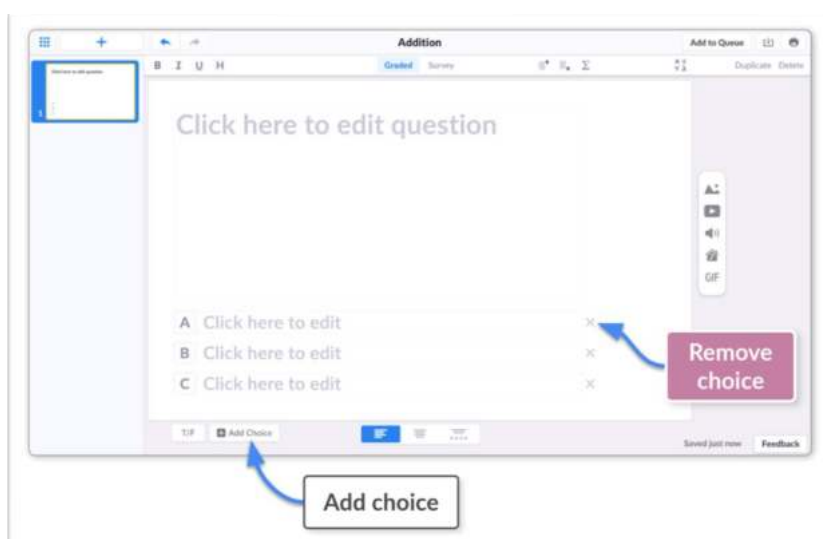 +
Addition
Add to Queue
B I U H
Graded Survey
Σ
Duplicate Delete
1
Click here to edit question
GIF
A Click here to edit
B Click here to edit
C Click here to edit
Remove
choice
T/F Add Choice
Saved just now Feedback
Add choice